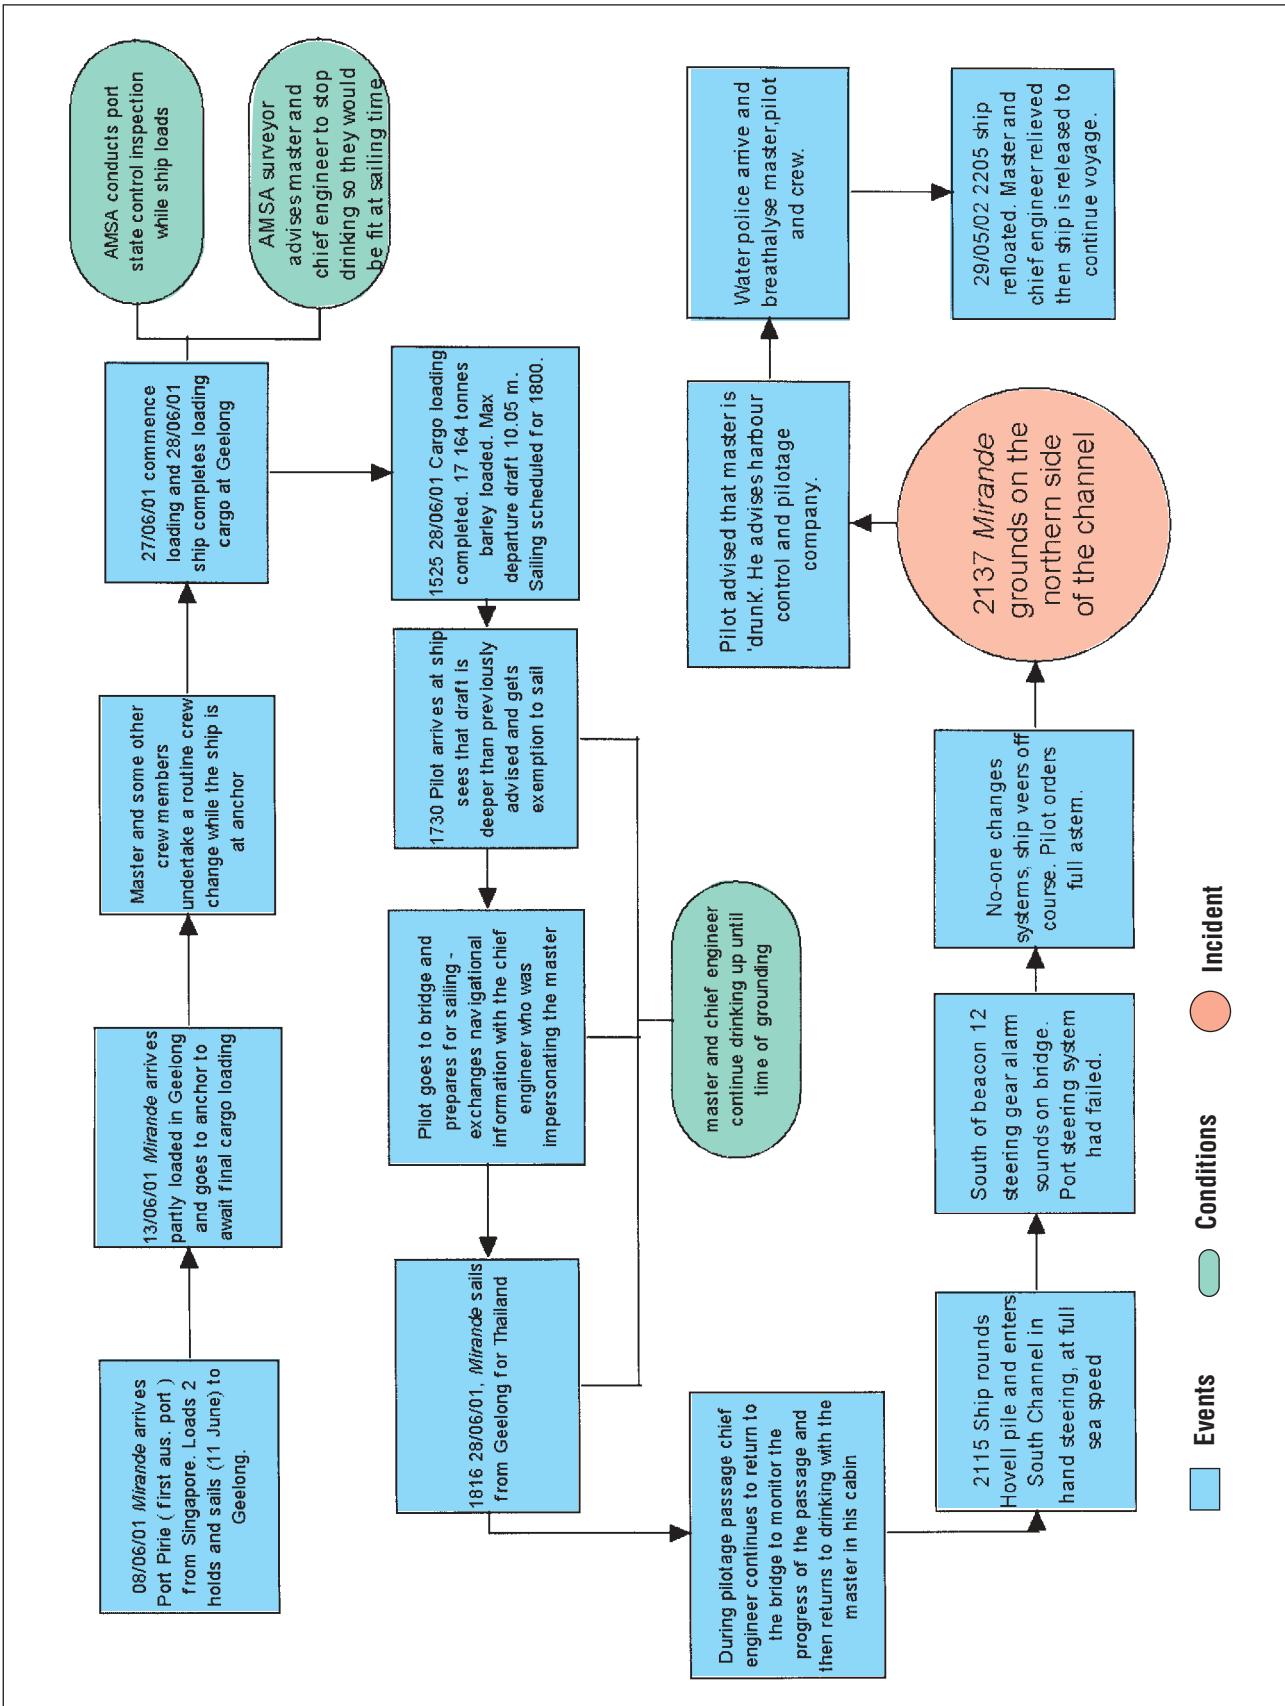 08/06/01 Mirande arrives
Port Pirie ( first aus. port )
from Singapore. Loads 2
holds and sails (11 June) to
Geelong.
13/06/01 Mirande arrives
partly loaded in Geelong
and goes to anchor to
await final cargo loading
Master and some other
crew members
undertake a routine crew
change while the ship is
at anchor
27/06/01 commence
loading and 28/06/01
ship completes loading
cargo at Geelong
AMSA conducts port
state control inspection
while ship loads
AMSA surveyor
advises master and
chief engineer to stop
drinking so they would
be fit at sailing time
1525 28/06/01 Cargo loading
completed. 17 164 tonnes
barley loaded. Max
departure draft 10.05 m.
Sailing scheduled for 1800.
1730 Pilot arrives at ship
sees that draft is
deeper than previously
advised and gets
exemption to sail
Pilot goes to bridge and
prepares for sailing -
exchanges navigational
information with the chief
engineer who was
impersonating the master
1816 28/06/01, Mirande sails
from Geelong for Thailand
master and chief engineer
continue drinking up until
time of grounding
During pilotage passage chief
engineer continues to return to
the bridge to monitor the
progress of the passage and
then returns to drinking with the
master in his cabin
2115 Ship rounds
Hovell pile and enters
South Channel in
hand steering, at full
sea speed
South of beacon 12
steering gear alarm
sounds on bridge.
Port steering system
had failed.
No-one changes
systems, ship veers off
course. Pilot orders
full astern.
2137 Mirande
grounds on the
northern side
of the channel
Pilot advised that master is
'drunk'. He advises harbour
control and pilotage
company.
Water police arrive and
breathalyse master,pilot
and crew.
29/05/02 2205 ship
refloated. Master and
chief engineer relieved
then ship is released to
continue voyage.
Events
Conditions
Incident